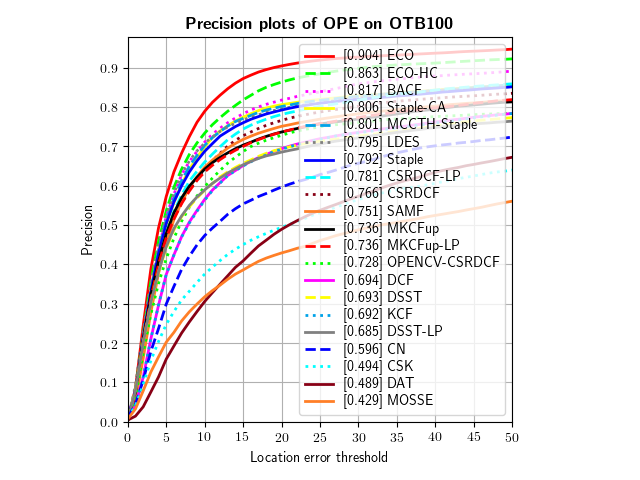 Precision plots of OPE on OTB100
Precision
0.9
0.8
0.7
0.6
0.5
0.4
0.3
0.2
0.1
0.0
[0.904] ECO
[0.863] ECO-HC
[0.817] BACF
[0.806] Staple-CA
[0.801] MCCTH-Staple
[0.795] LDES
[0.792] Staple
[0.781] CSRDCF-LP
[0.766] CSRDCF
[0.751] SAMF
[0.736] MKCFup
[0.736] MKCFup-LP
[0.728] OPENCV-CSRDCF
[0.694] DCF
[0.693] DSST
[0.692] KCF
[0.685] DSST-LP
[0.596] CN
[0.494] CSK
[0.489] DAT
[0.429] MOSSE
0 5 10 15 20 25 30 35 40 45 50
Location error threshold